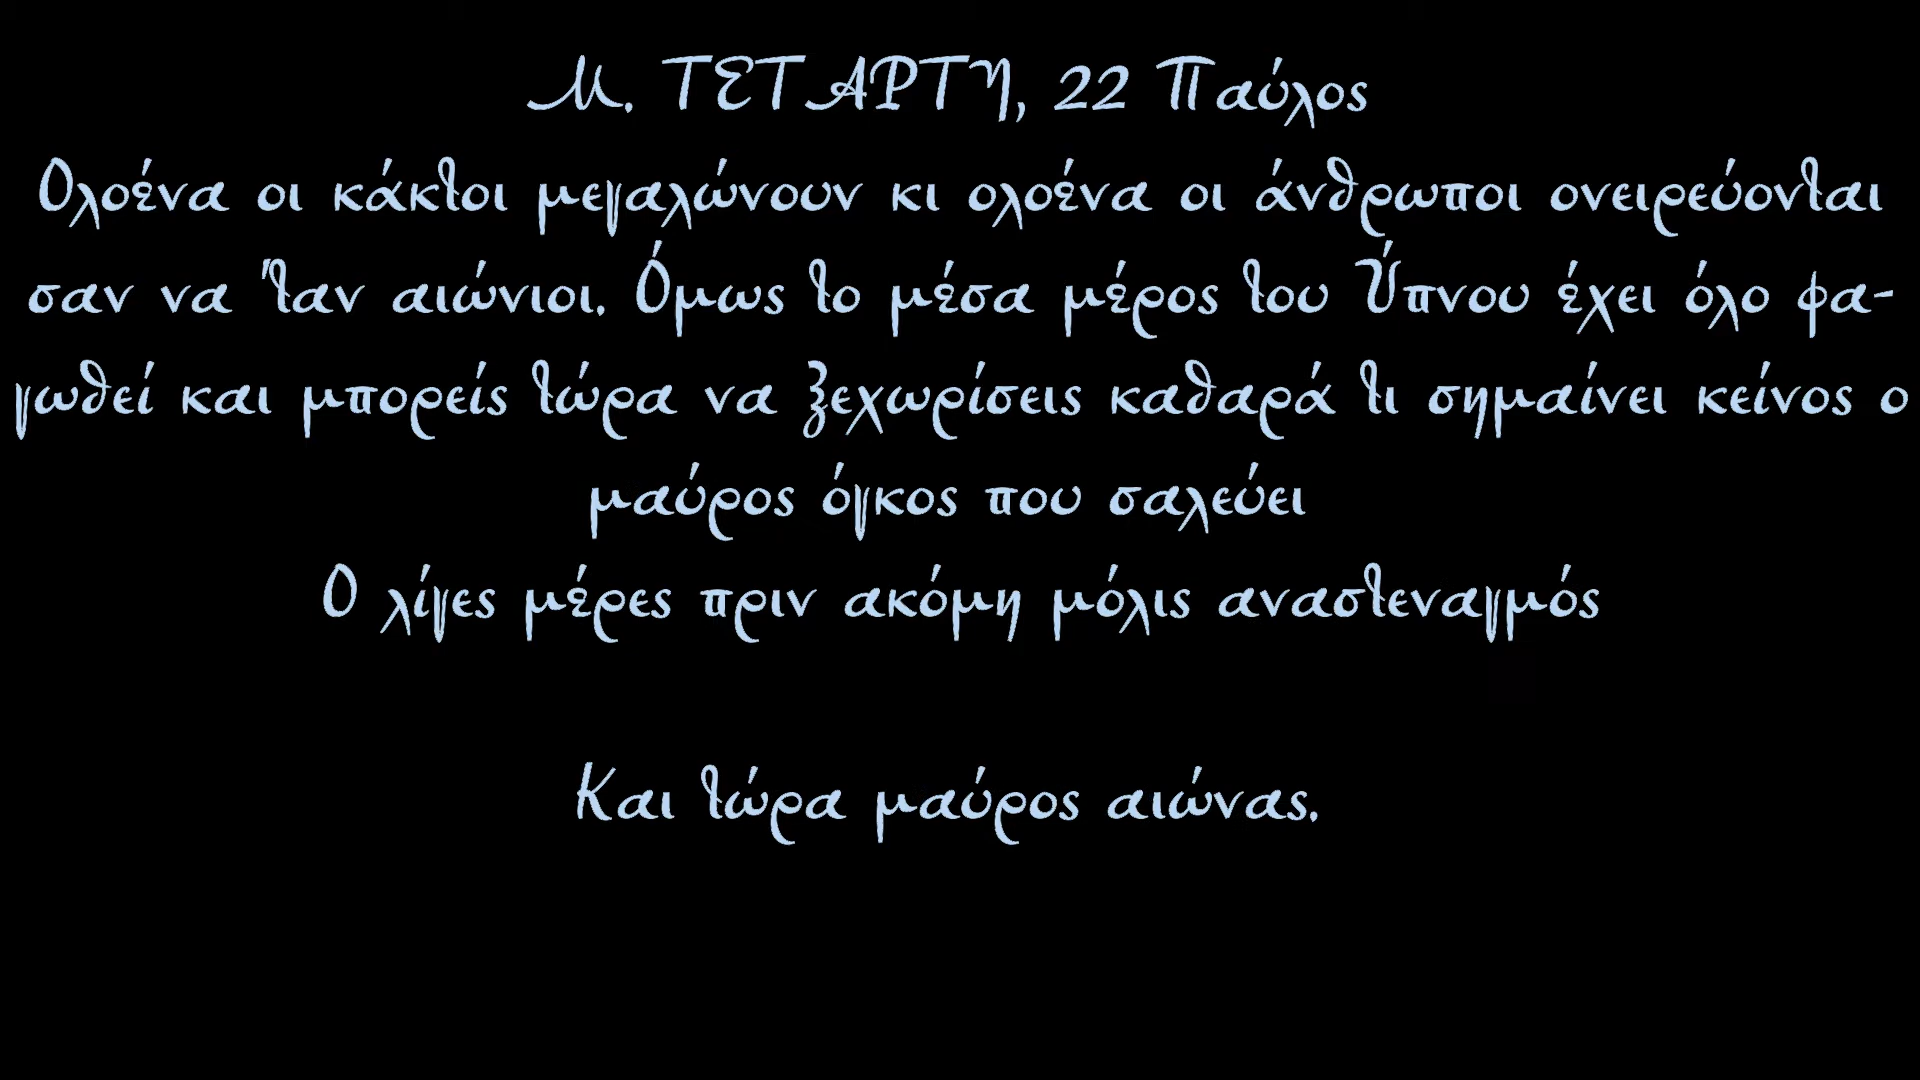 Μ. ΤΕΤΑΡΤΗ, 22 Παύλος
Ολοένα οι κάκτοι μεγαλώνουν κι ολοένα οι άνθρωποι ονειρεύονται
σαν να 'ταν αιώνιοι. Όμως το μέσα μέρος του Ύπνου έχει όλο φα-
γωθεί και μπορείς τώρα να ξεχωρίσεις καθαρά τι σημαίνει κείνος ο
μαύρος όγκος που σαλεύει
Ο λίγες μέρες πριν ακόμη μόλις αναστεναγμός
Και τώρα μαύρος αιώνας.